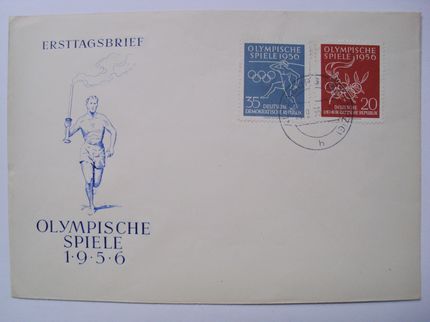 ERSTTAGSBRIEF
OLYMPISCHE
SPIELE
1·9·5·6
OLYMPISCHE
SPIELE 1956
35
DEUTSCHE
DEMOKRATISCHE REPUBLIK
OLYMPISCHE
SPIELE 1956
20
DEUTSCHE
DEMOKRATISCHE REPUBLIK
h